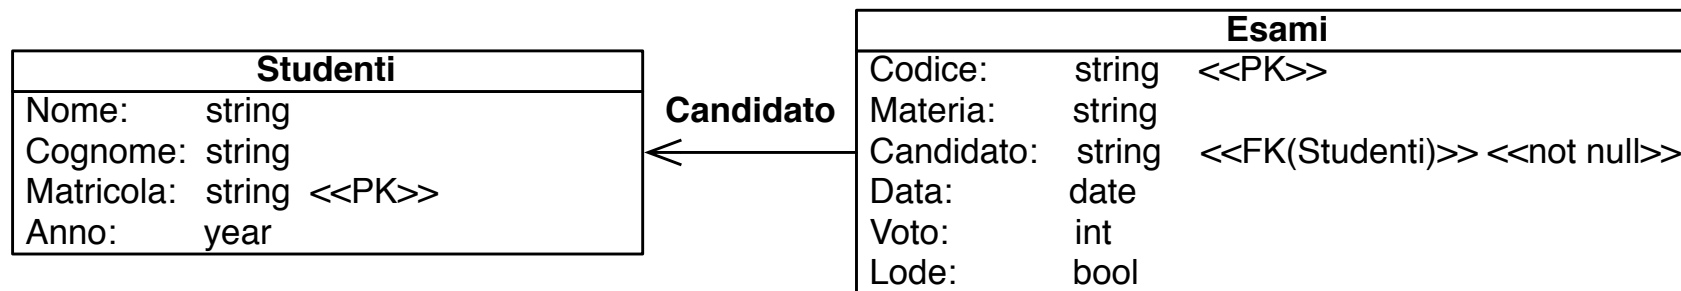 Studenti
Nome: string
Cognome: string
Matricola: string <<PK>>
Anno: year
Candidato
Esami
Codice: string <<PK>>
Materia: string
Candidato: string <<FK(Studenti)>> <<not null>>
Data: date
Voto: int
Lode: bool